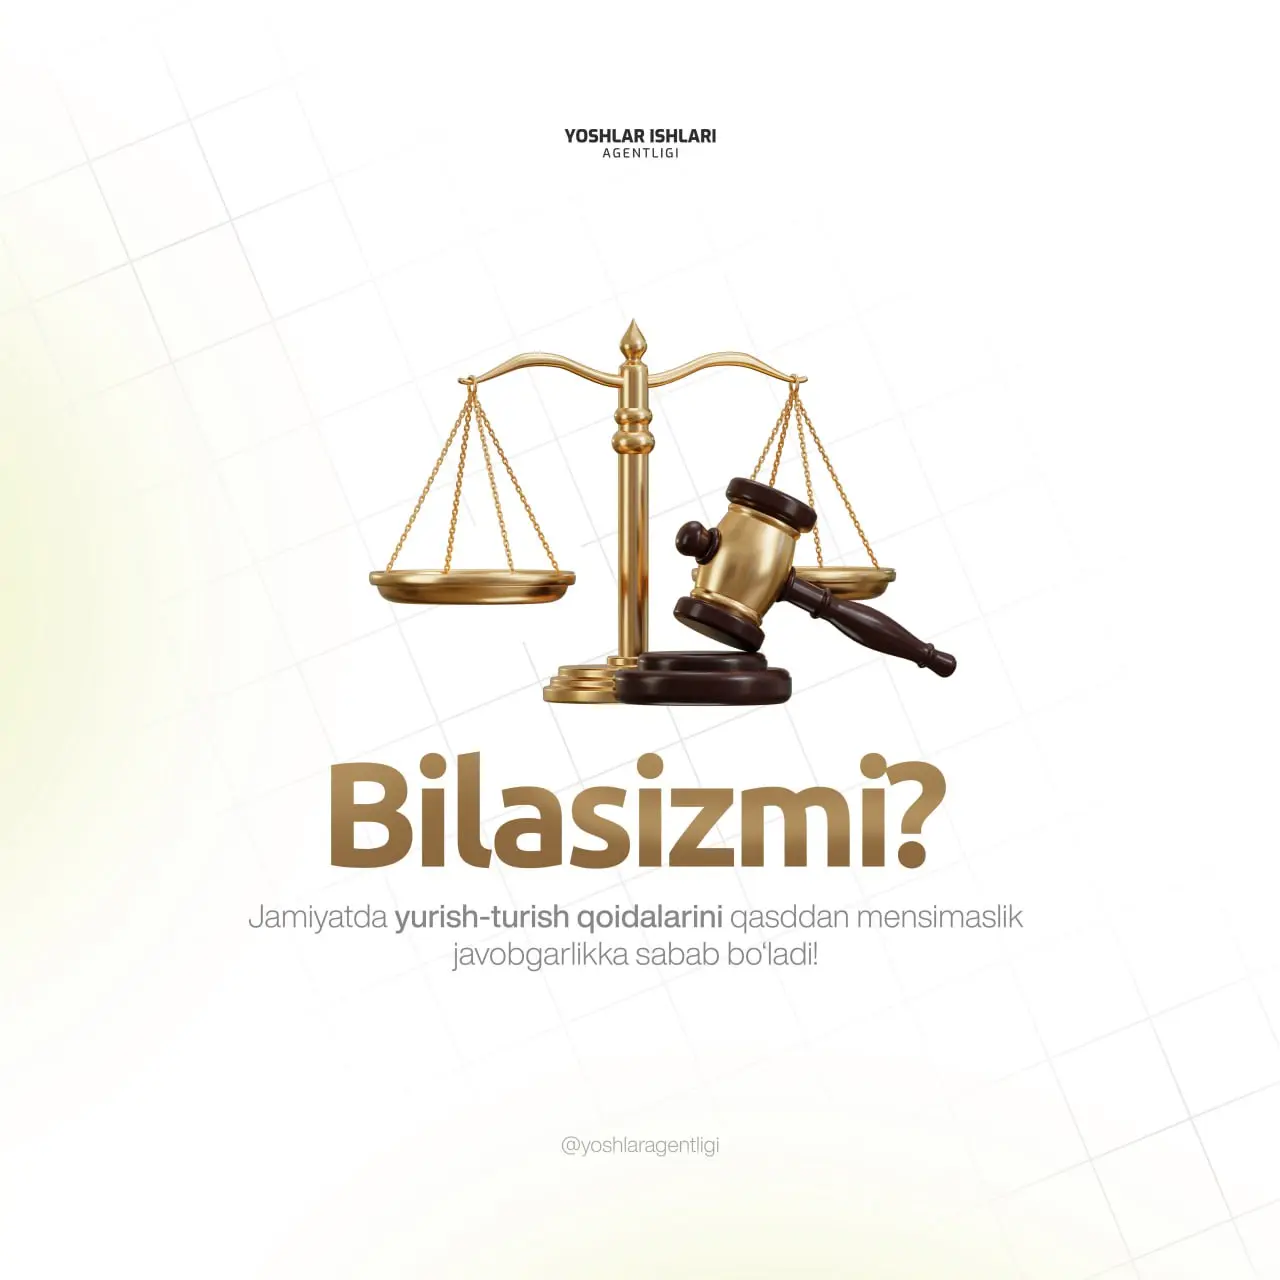 YOSHLAR ISHLARI
AGENTLIGI
Bilasizmi?
Jamiyatda yurish-turish qoidalarini qasddan mensimaslik
javobgarlikka sabab bo‘ladi!
@yoshlaragentligi